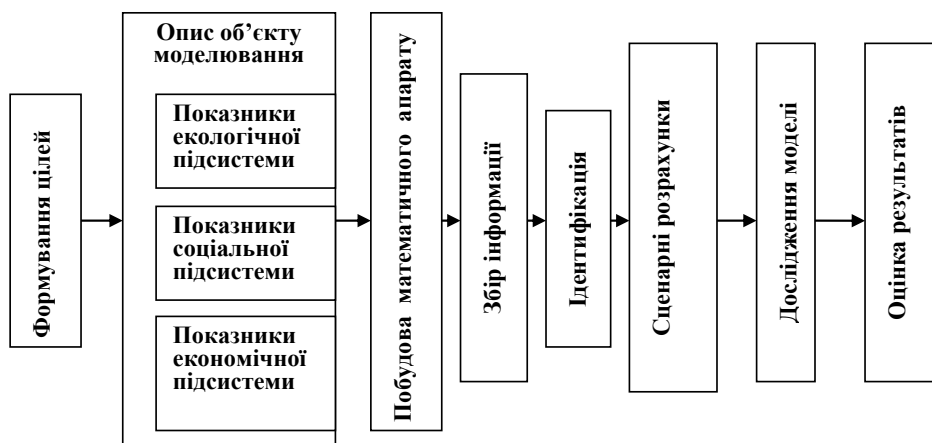 Формування цілей
Опис об’єкту
моделювання
Показники
екологічної
підсистеми
Показники
соціальної
підсистеми
Показники
економічної
підсистеми
Побудова математичного апарату
Збір інформації
Ідентифікація
Сценарні розрахунки
Дослідження моделі
Оцінка результатів